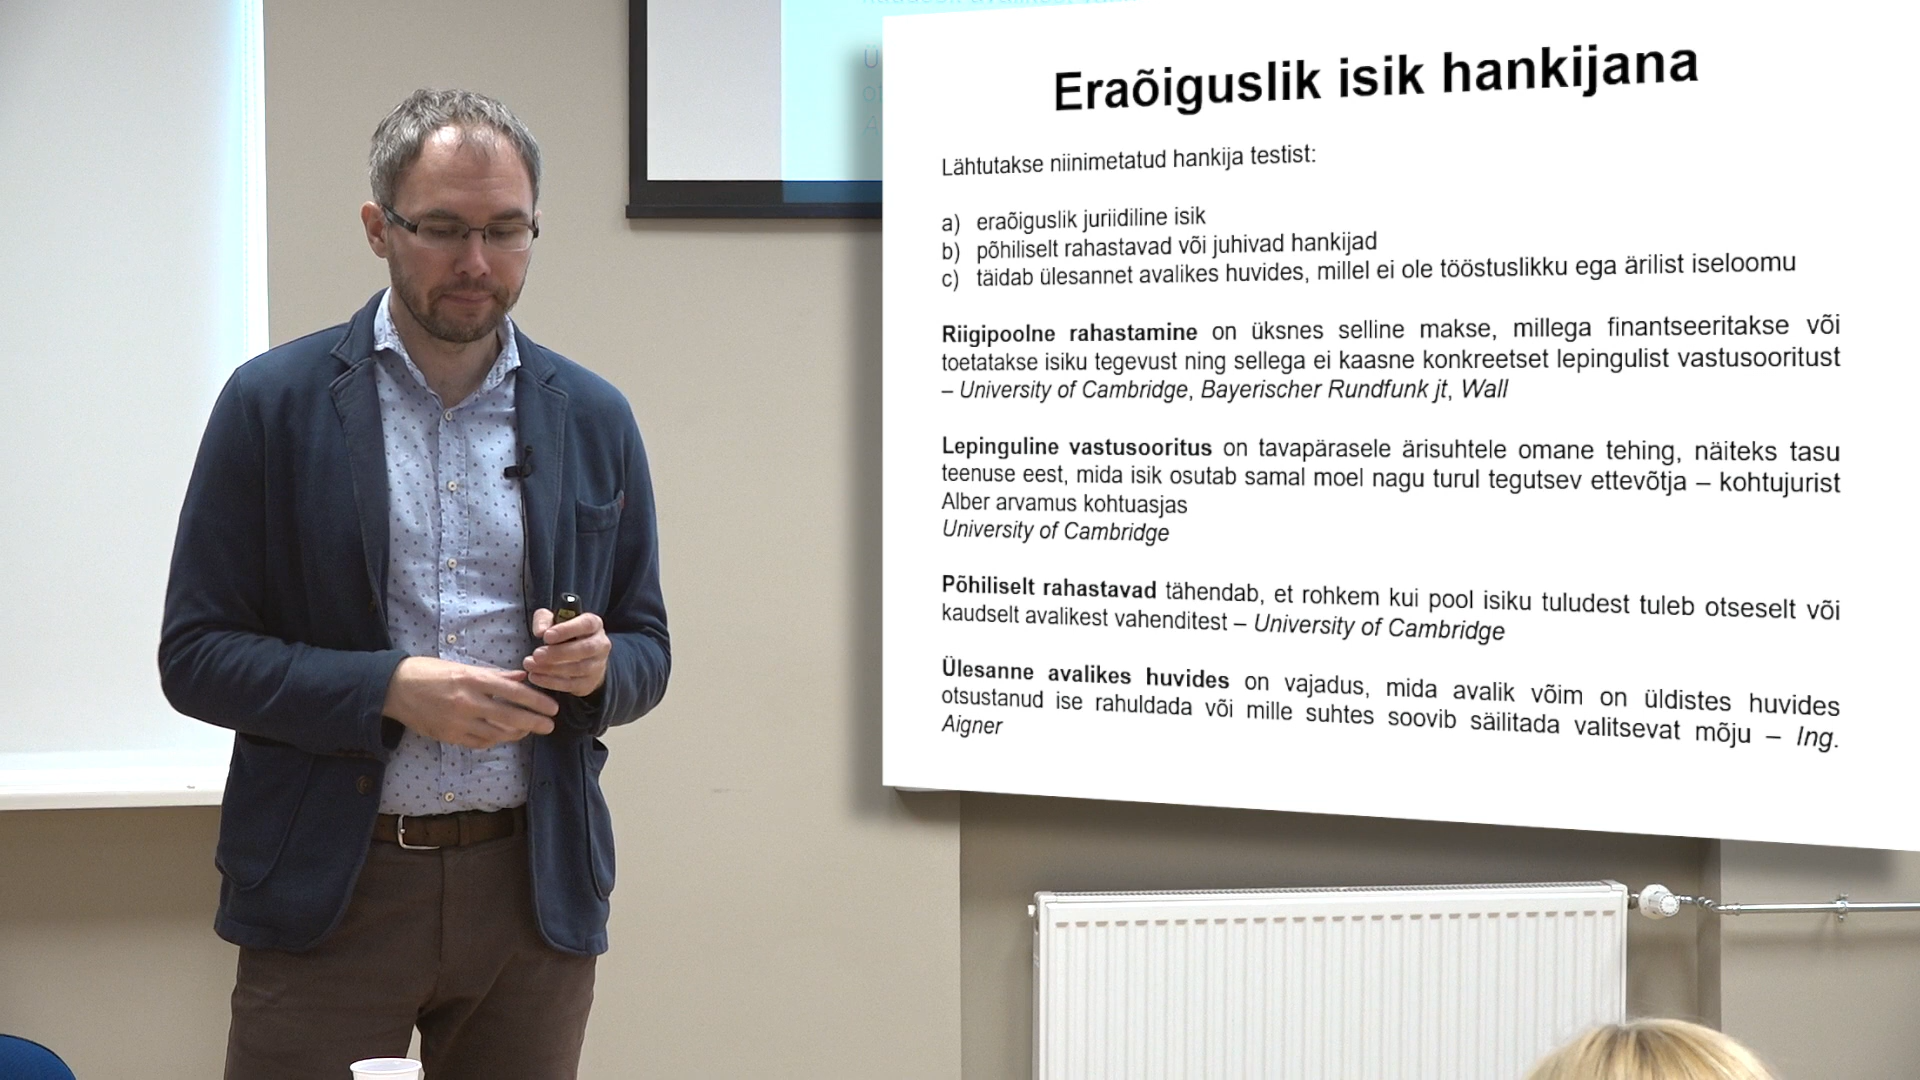 Eraõiguslik isik hankijana
Lähtutakse niinimetatud hankija testist:
a) eraõiguslik juriidiline isik
b) põhiliselt rahastavad või juhivad hankijad
c) täidab ülesannet avalikes huvides, millel ei ole tööstuslikku ega ärilist iseloomu
Riigipoolne rahastamine on üksnes selline makse, millega finantseeritakse või
toetatakse isiku tegevust ning sellega ei kaasne konkreetset lepingulist vastusooritust
– University of Cambridge, Bayerischer Rundfunk jt, Wall
Lepinguline vastusooritus on tavapärasele ärisuhtele omane tehing, näiteks tasu
teenuse eest, mida isik osutab samal moel nagu turul tegutsev ettevõtja – kohtujurist
Alber arvamus kohtuasjas
University of Cambridge
Põhiliselt rahastavad tähendab, et rohkem kui pool isiku tuludest tuleb otseselt või
kaudselt avalikest vahenditest – University of Cambridge
Ülesanne avalikes huvides on vajadus, mida avalik võim on üldistes huvides
otsustanud ise rahuldada või mille suhtes soovib säilitada valitsevat mõju – Ing.
Aigner